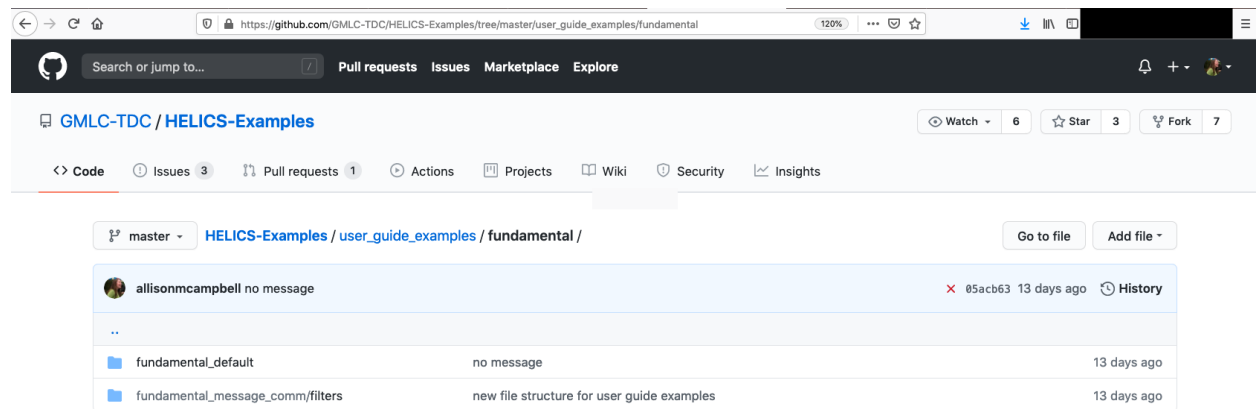 https://github.com/GMLC-TDC/HELICS-Examples/tree/master/user_guide_examples/fundamental 120% ...
Search or jump to... / Pull requests Issues Marketplace Explore
GMLC-TDC / HELICS-Examples Watch 6 Star 3 Fork 7
<> Code Issues 3 Pull requests 1 Actions Projects Wiki Security Insights
master HELICS-Examples / user_guide_examples / fundamental / Go to file Add file
allisonmcampbell no message 05acb63 13 days ago History
..
fundamental_default no message 13 days ago
fundamental_message_comm/filters new file structure for user guide examples 13 days ago